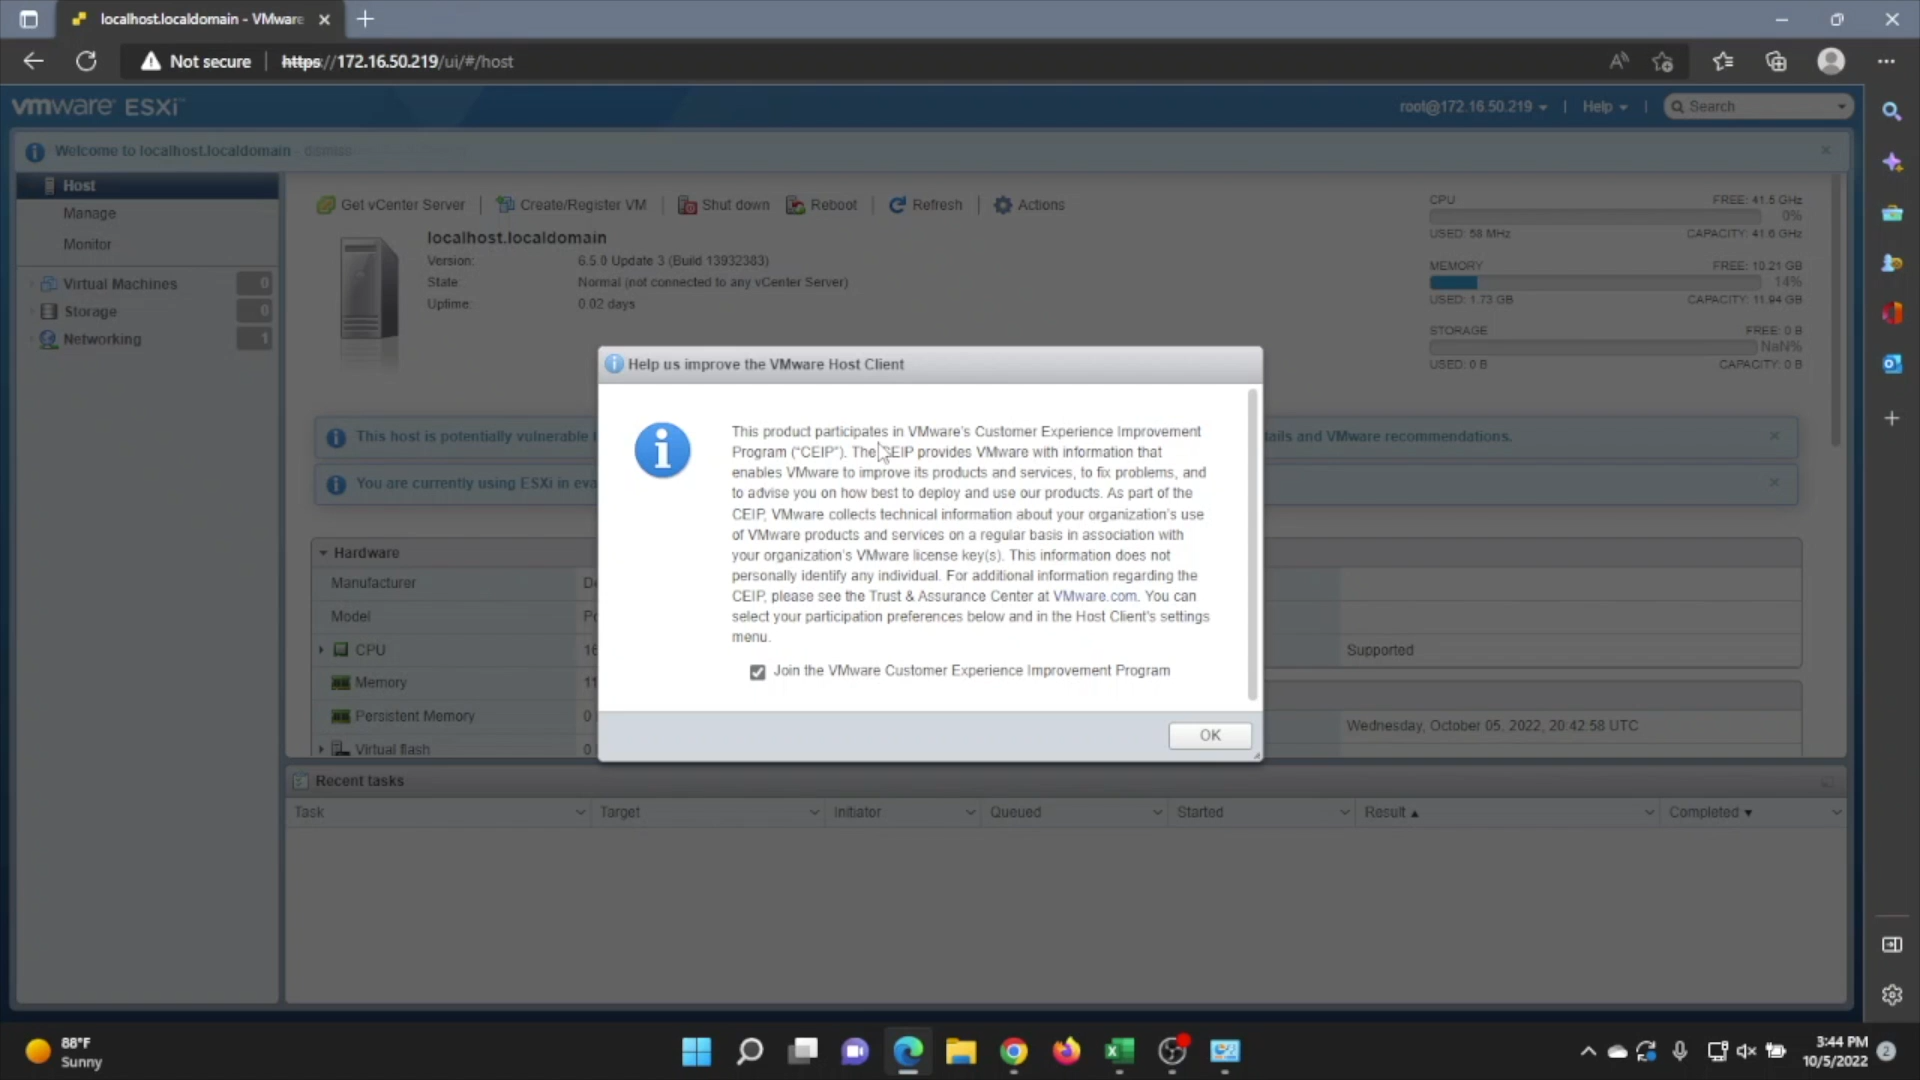 localhost.localdomain - VMware
Not secure
https://172.16.50.219/ui/#/host
vmware ESXi
root@172.16.50.219
Help
Search
Welcome to localhost.localdomain - dismiss
Host
Manage
Monitor
Virtual Machines 0
Storage 0
Networking 1
Get vCenter Server
Create/Register VM
Shut down
Reboot
Refresh
Actions
localhost.localdomain
Version: 6.5.0 Update 3 (Build 13932383)
State: Normal (not connected to any vCenter Server)
Uptime: 0.02 days
CPU FREE: 41.5 GHz
0%
USED: 58 MHz CAPACITY: 41.6 GHz
MEMORY FREE: 10.21 GB
14%
USED: 1.73 GB CAPACITY: 11.94 GB
STORAGE FREE: 0 B
NaN%
USED: 0 B CAPACITY: 0 B
This host is potentially vulnerable
tails and VMware recommendations.
You are currently using ESXi in eva
Help us improve the VMware Host Client
This product participates in VMware's Customer Experience Improvement
Program ("CEIP"). The CEIP provides VMware with information that
enables VMware to improve its products and services, to fix problems, and
to advise you on how best to deploy and use our products. As part of the
CEIP, VMware collects technical information about your organization's use
of VMware products and services on a regular basis in association with
your organization's VMware license key(s). This information does not
personally identify any individual. For additional information regarding the
CEIP, please see the Trust & Assurance Center at VMware.com. You can
select your participation preferences below and in the Host Client's settings
menu.
Join the VMware Customer Experience Improvement Program
OK
Hardware
Manufacturer De
Model Po
CPU 16
Memory 11
Persistent Memory 0
Virtual flash 0
Supported
Wednesday, October 05, 2022, 20:42:58 UTC
Recent tasks
Task
Target
Initiator
Queued
Started
Result
Completed
88°F
Sunny
3:44 PM
10/5/2022
2